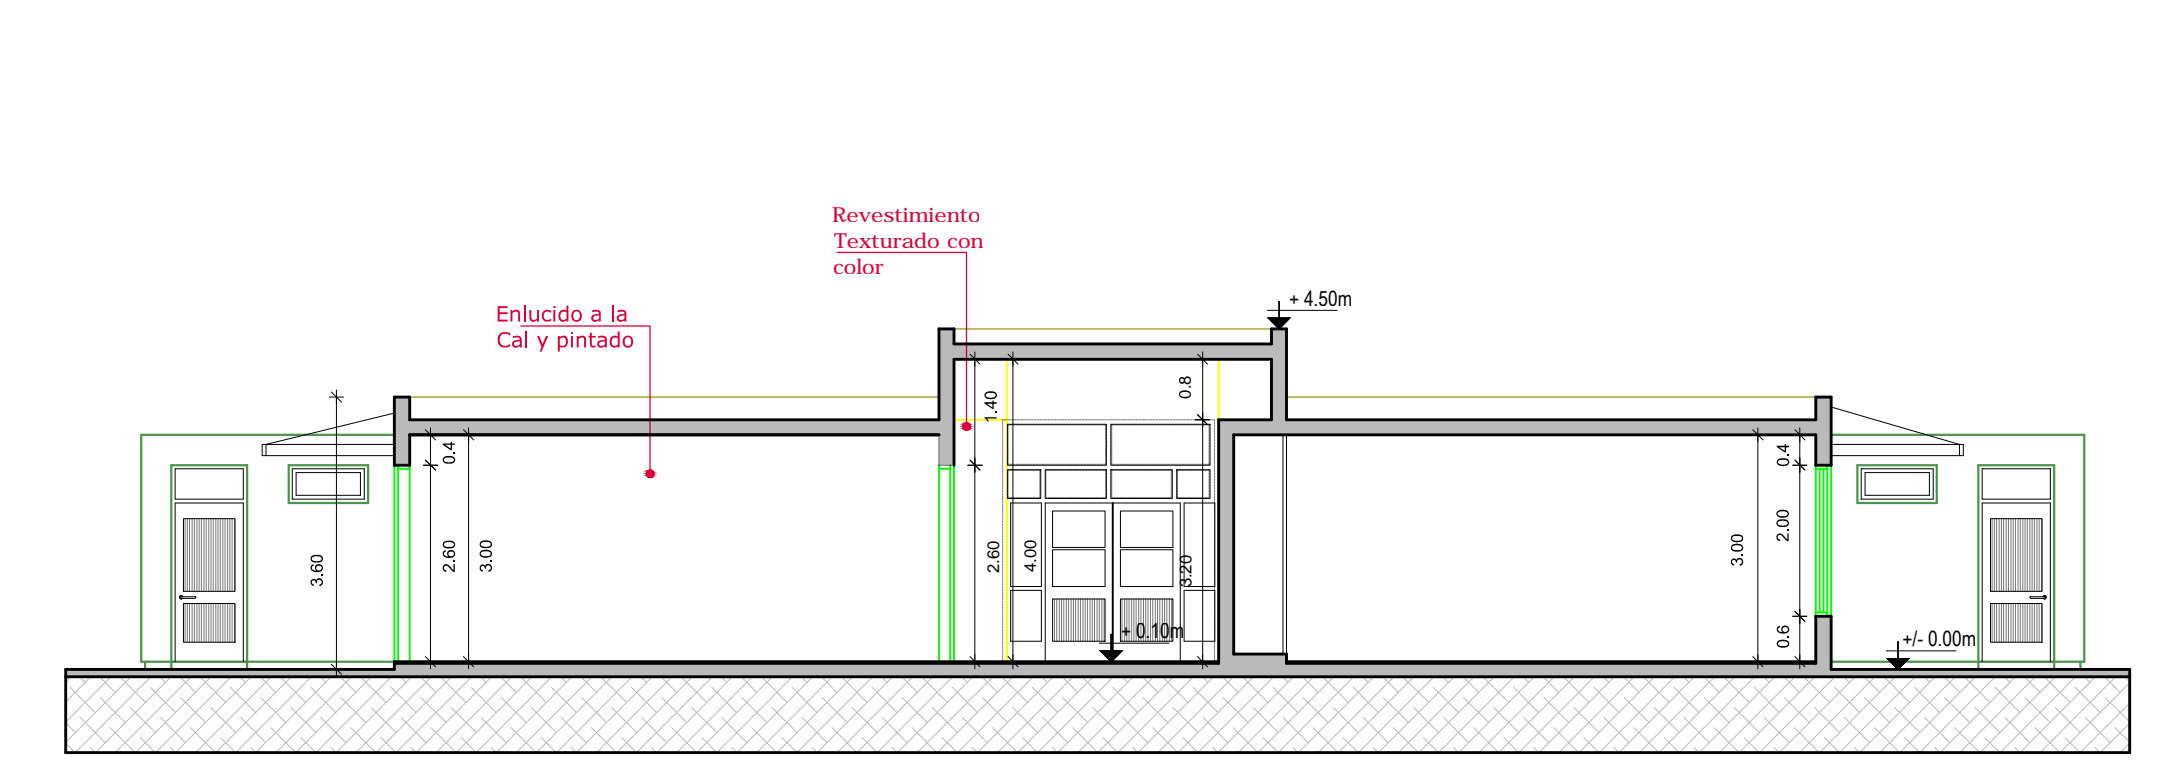 Revestimiento
Texturado con
color
+ 4.50m
Enlucido a la
Cal y pintado
0.8
1.40
0.4
0.4
2.00
3.00
2.60
3.00
2.60
4.00
3.20
3.60
+ 0.10m
0.6
+/- 0.00m